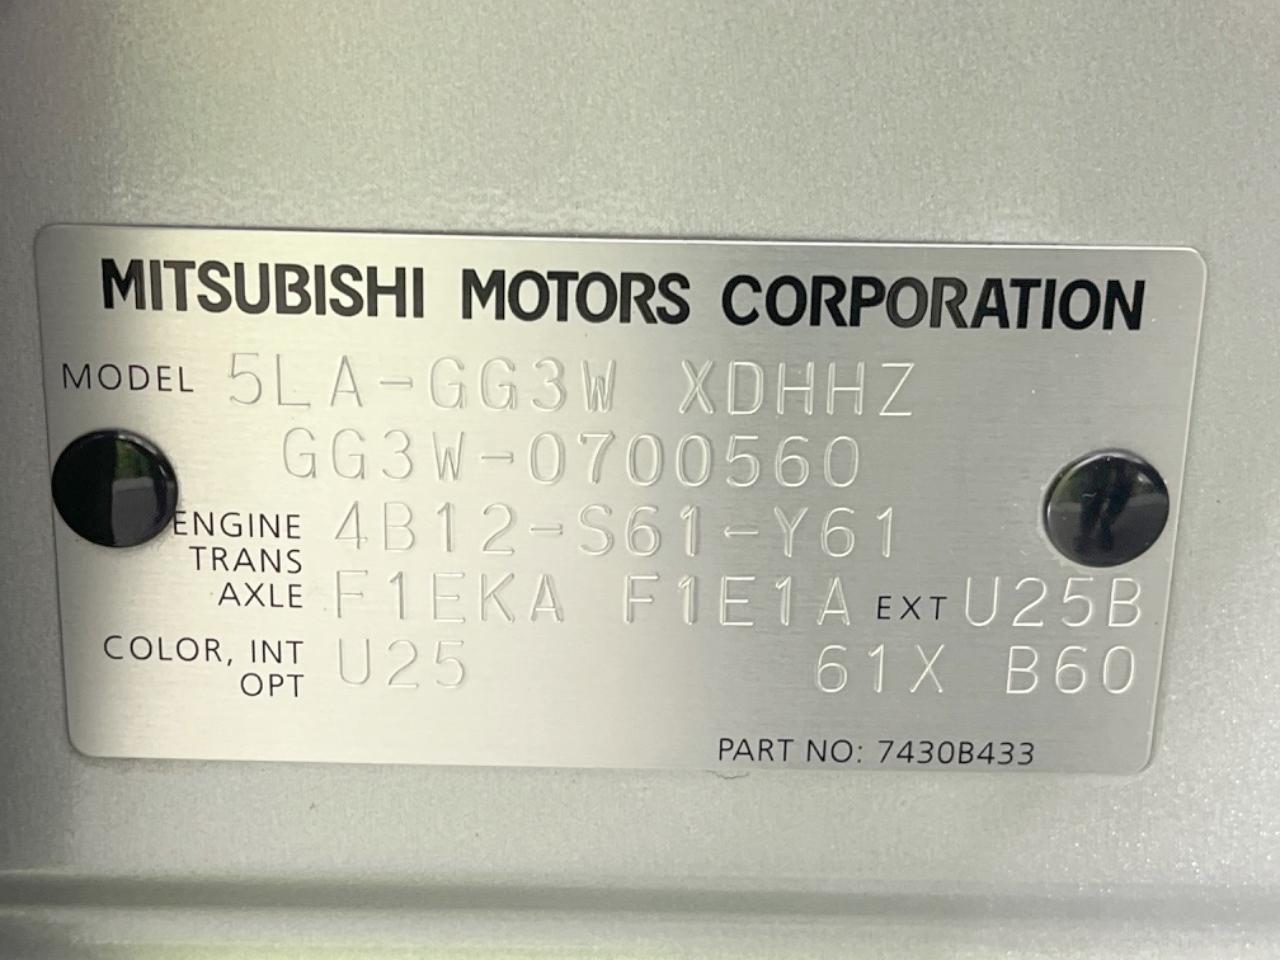 MITSUBISHI MOTORS CORPORATION
MODEL 5LA-GG3W XDHHZ
GG3W-0700560
ENGINE 4B12-S61-Y61
TRANS
AXLE F1EKA F1E1A EXT U25B
COLOR, INT U25 61X B60
OPT
PART NO: 7430B433